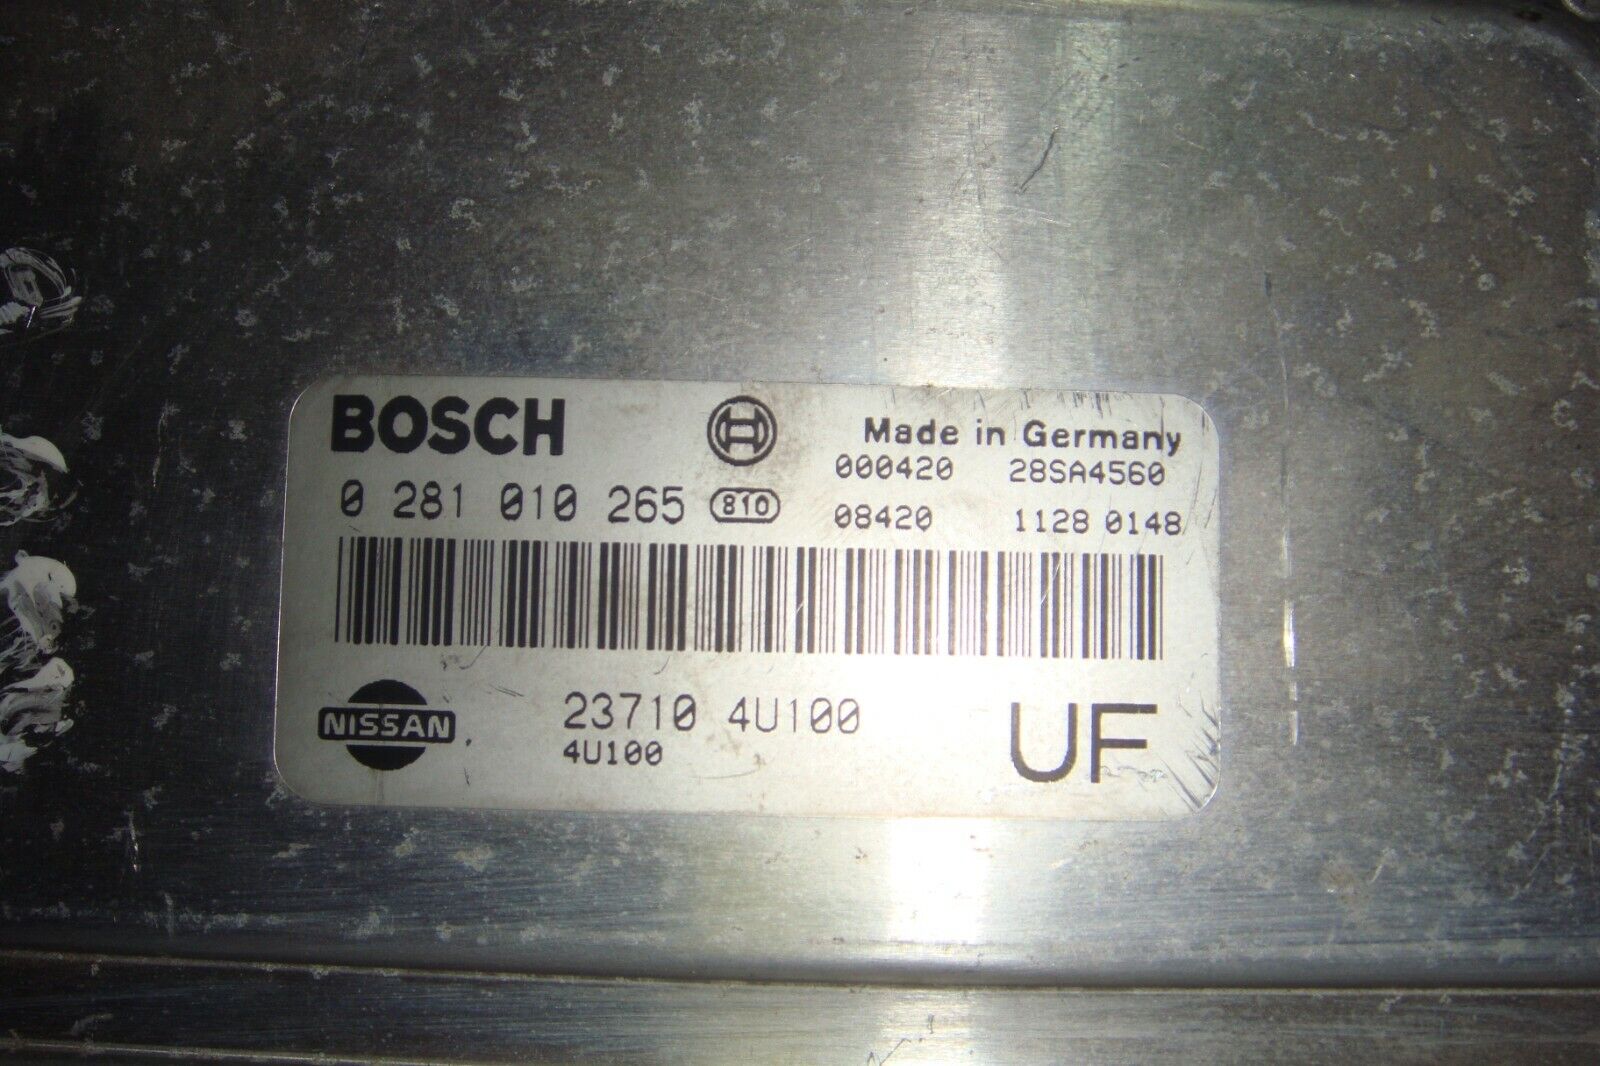 BOSCH
Made in Germany
000420 28SA4560
0 281 010 265 810
08420 1128 0148
NISSAN
23710 4U100
4U100
UF